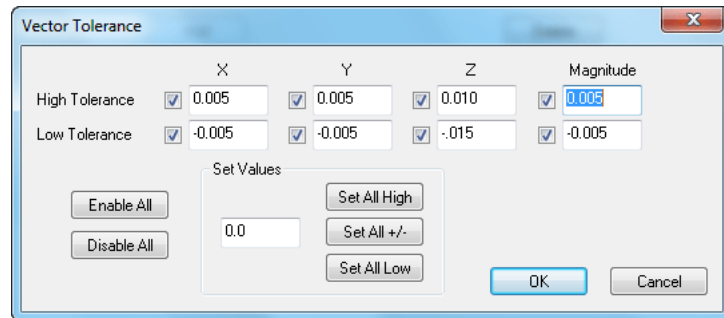 Vector Tolerance
X Y Z Magnitude
High Tolerance 0.005 0.005 0.010 0.005
Low Tolerance -0.005 -0.005 -.015 -0.005
Set Values
Enable All
Disable All
0.0
Set All High
Set All +/-
Set All Low
OK Cancel